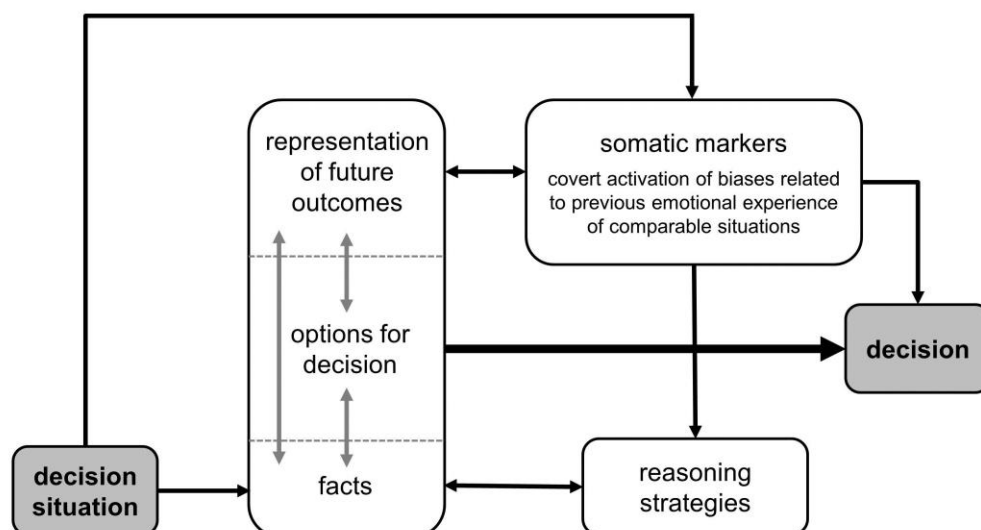 representation
of future
outcomes
options for
decision
facts
somatic markers
covert activation of biases related
to previous emotional experience
of comparable situations
decision
decision
situation
reasoning
strategies